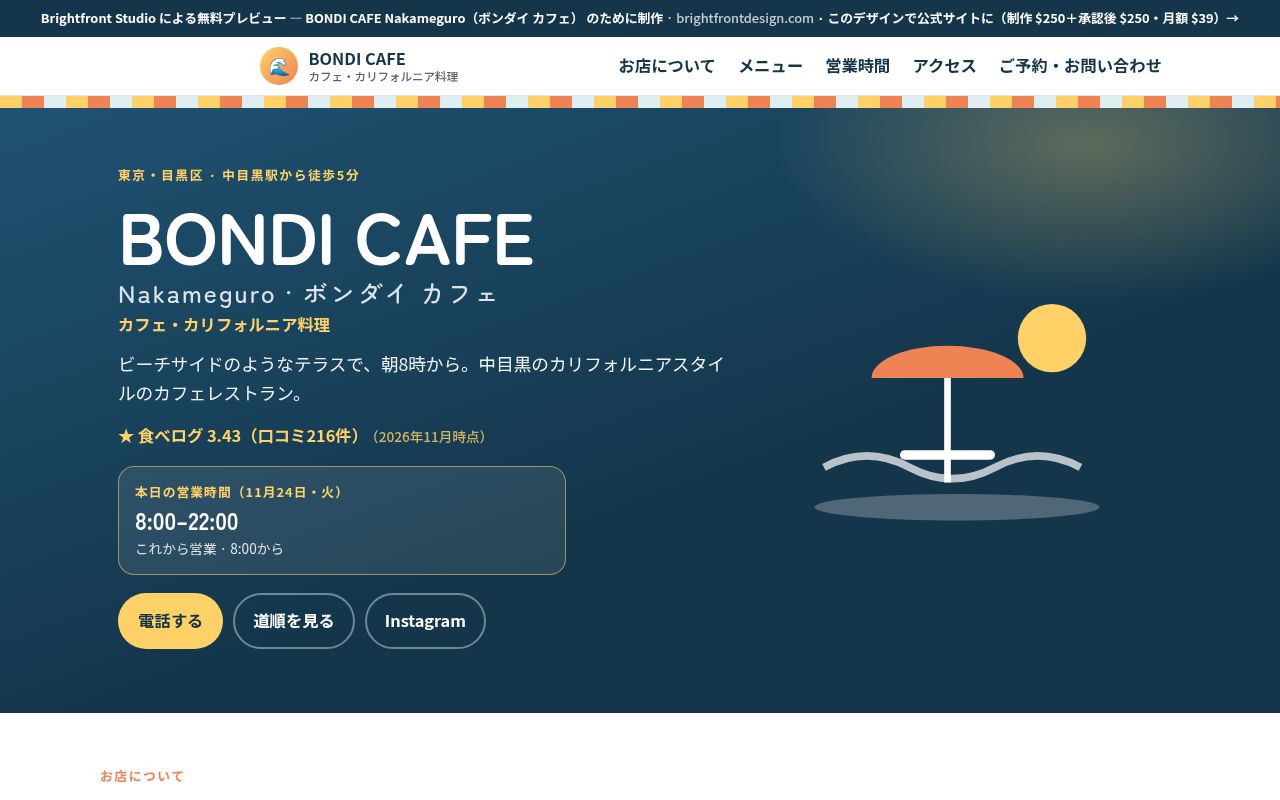 Brightfront Studio による無料プレビュー — BONDI CAFE Nakameguro（ボンダイ カフェ） のために制作 · brightfrontdesign.com · このデザインで公式サイトに（制作 $250＋承認後 $250・月額 $39）→
BONDI CAFE
カフェ・カリフォルニア料理
お店について メニュー 営業時間 アクセス ご予約・お問い合わせ
東京・目黒区 · 中目黒駅から徒歩5分
BONDI CAFE
Nakameguro · ボンダイ カフェ
カフェ・カリフォルニア料理
ビーチサイドのようなテラスで、朝8時から。中目黒のカリフォルニアスタイ
ルのカフェレストラン。
★ 食べログ 3.43（口コミ216件）（2026年11月時点）
本日の営業時間（11月24日・火）
8:00–22:00
これから営業 · 8:00から
電話する 道順を見る Instagram
お店について